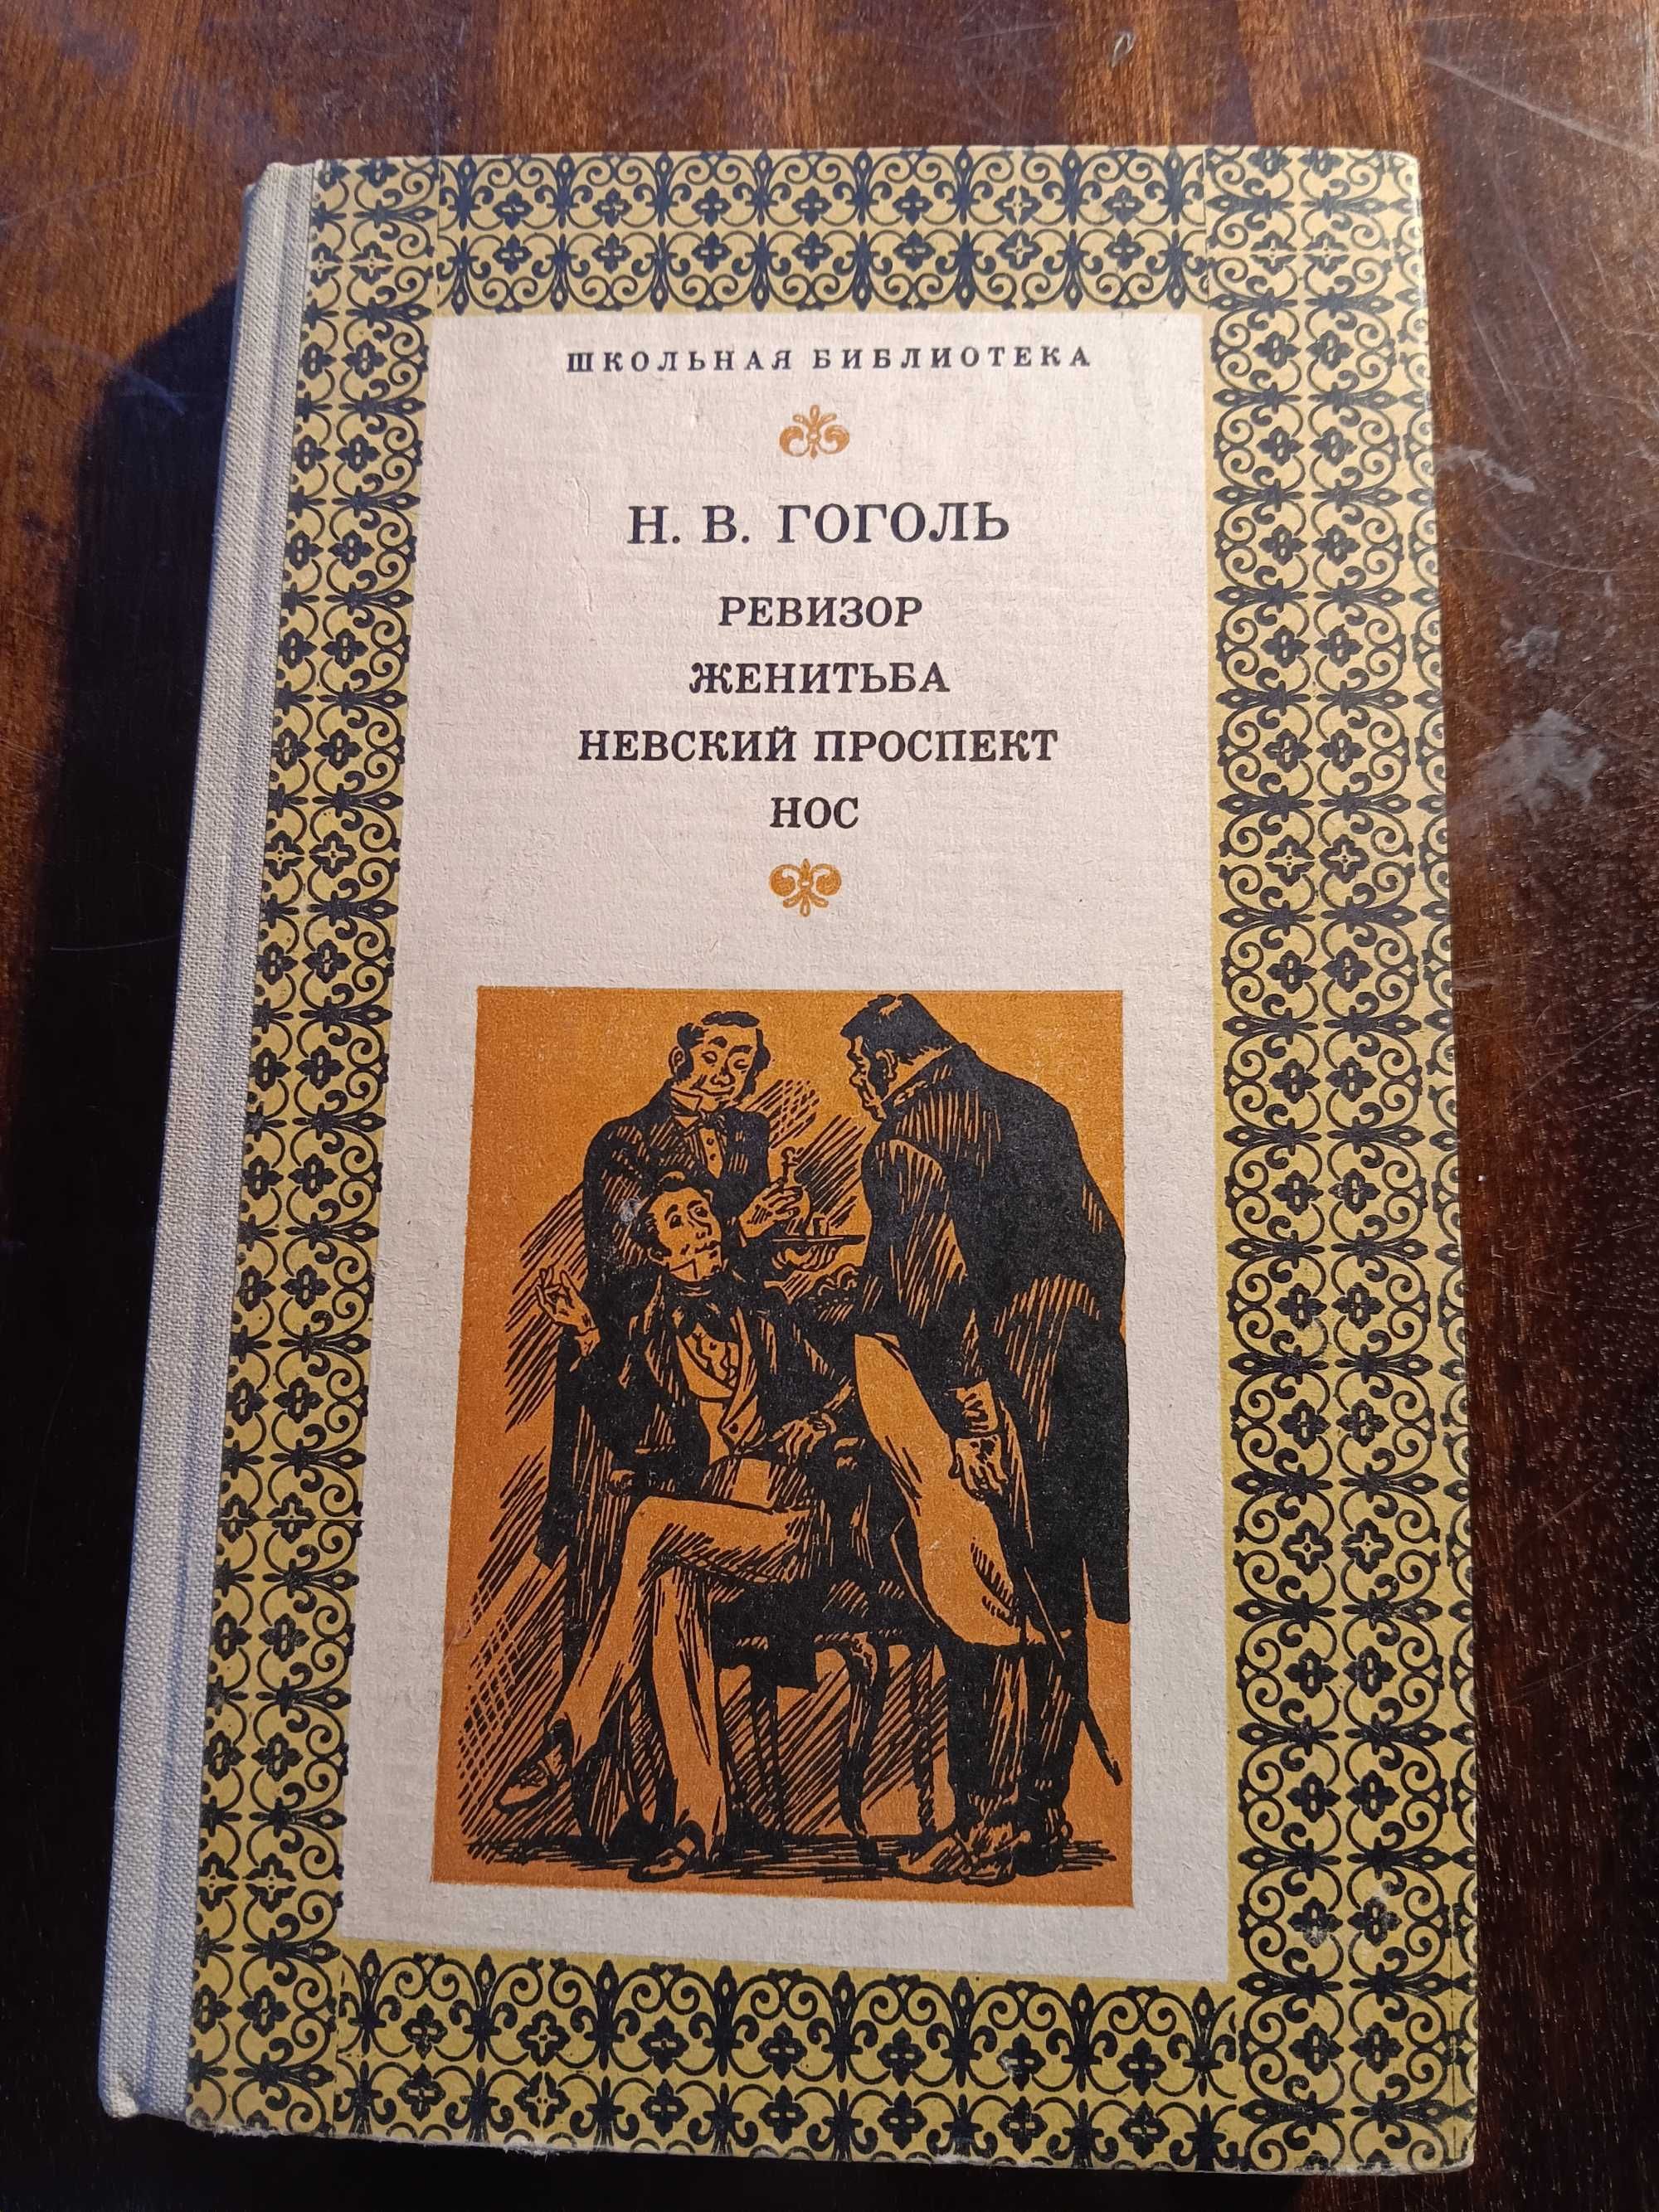 ШКОЛЬНАЯ БИБЛИОТЕКА
Н. В. ГОГОЛЬ
РЕВИЗОР
ЖЕНИТЬБА
НЕВСКИЙ ПРОСПЕКТ
НОС